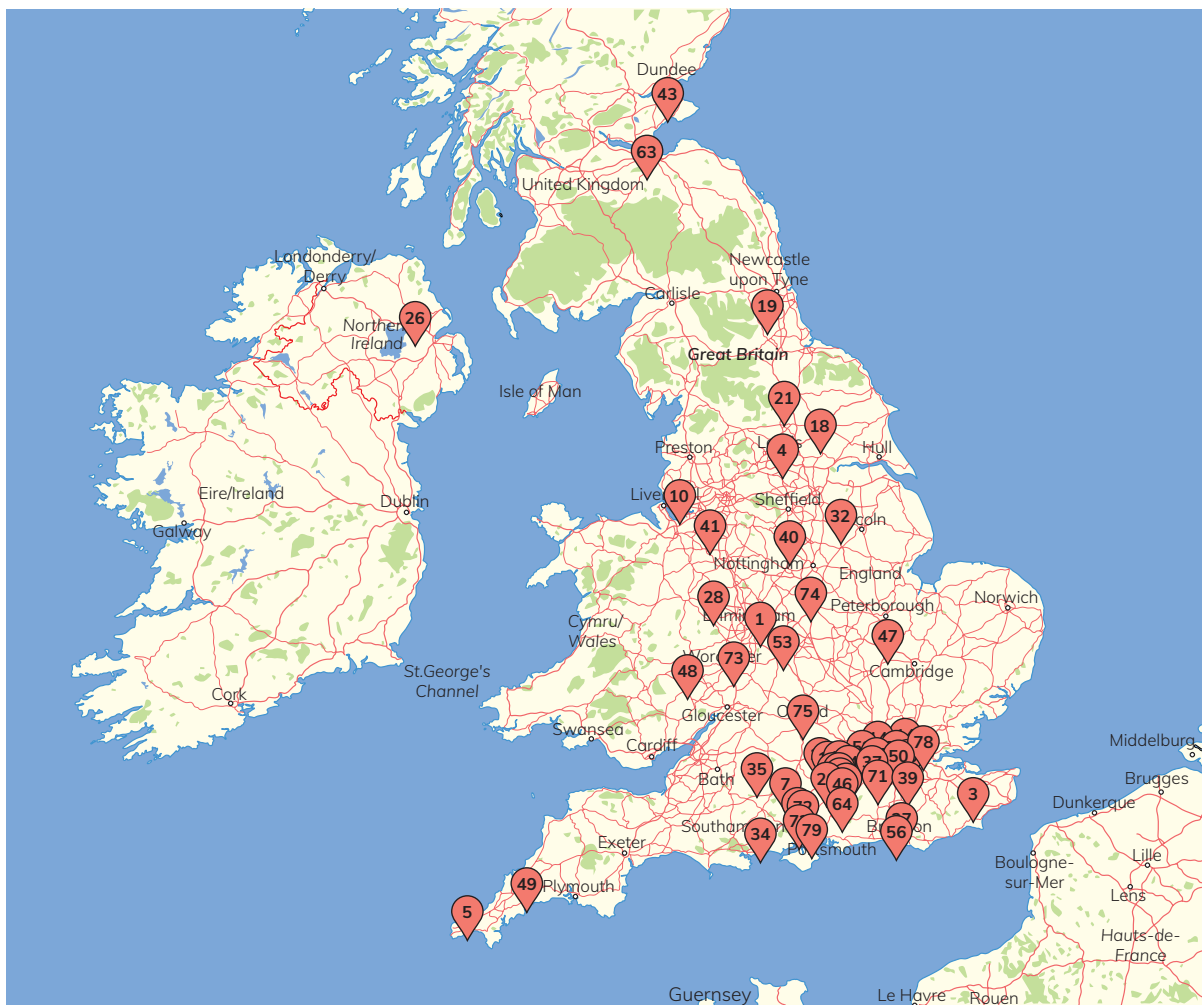 Dundee
43
63
United Kingdom
Londonderry/
Derry
Newcastle
upon Tyne
Carlisle
19
26
Ireland
Great Britain
Isle of Man
21
18
Preston
4
Hull
Eire/Ireland
Dublin
10
Sheffield
32
Galway
41
40
Nottingham
England
28
74
Norwich
Peterborough
1
Cymru/
Wales
53
47
73
48
Cambridge
St.George's
Channel
Cork
75
Gloucester
Swansea
Cardiff
78
Middelburg
50
Bath
35
71
39
7
46
3
Brugges
64
Dunkerque
79
34
56
Portsmouth
Exeter
Boulogne-
sur-Mer
Lille
49
Plymouth
Lens
5
Hauts-de-
France
Guernsey
Le Havre
Rouen